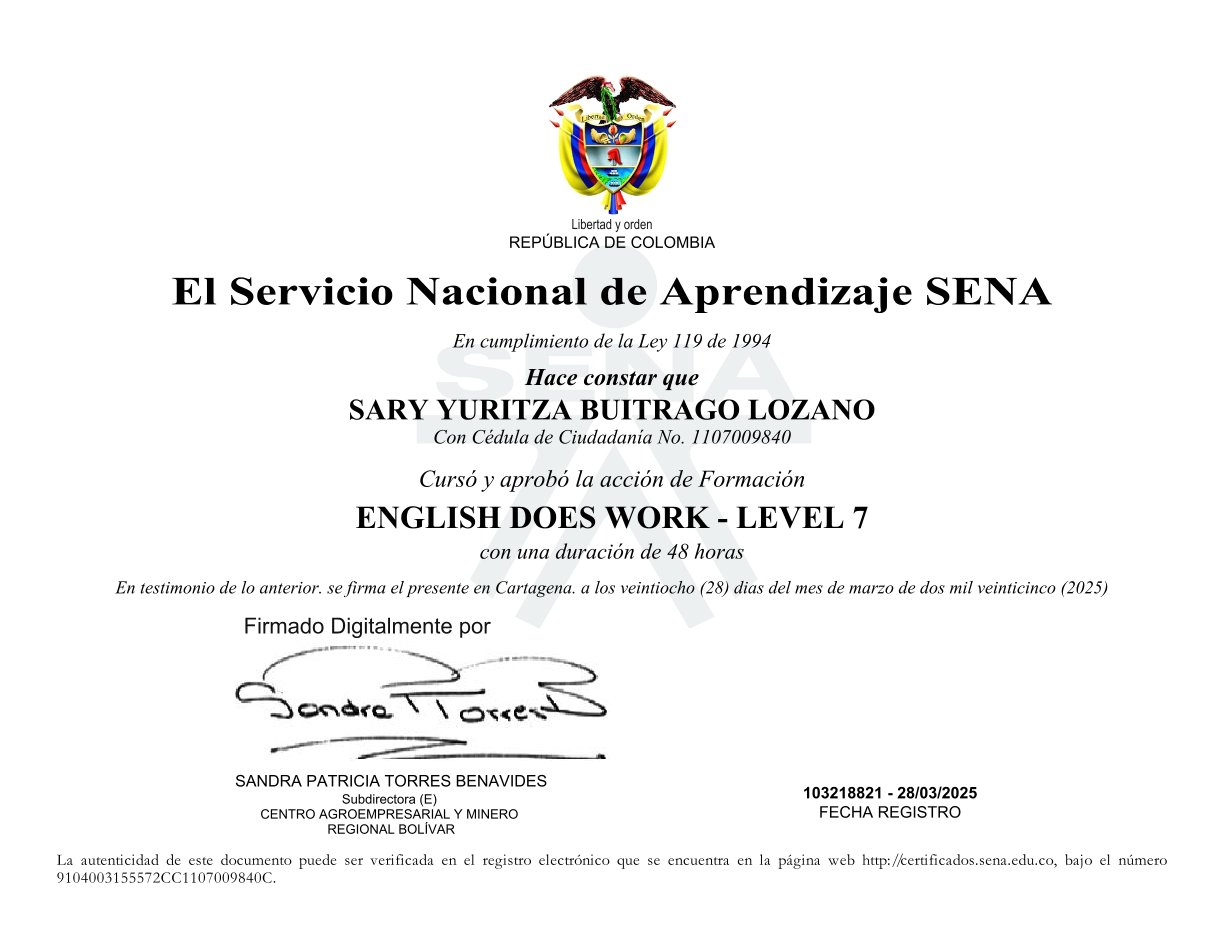 Libertad y Orden
Libertad y orden
REPÚBLICA DE COLOMBIA
El Servicio Nacional de Aprendizaje SENA
En cumplimiento de la Ley 119 de 1994
SENA
Hace constar que
SARY YURITZA BUITRAGO LOZANO
Con Cédula de Ciudadanía No. 1107009840
Cursó y aprobó la acción de Formación
ENGLISH DOES WORK - LEVEL 7
con una duración de 48 horas
En testimonio de lo anterior. se firma el presente en Cartagena. a los veintiocho (28) dias del mes de marzo de dos mil veinticinco (2025)
Firmado Digitalmente por
Sandra P Torres B
SANDRA PATRICIA TORRES BENAVIDES
Subdirectora (E)
CENTRO AGROEMPRESARIAL Y MINERO
REGIONAL BOLÍVAR
103218821 - 28/03/2025
FECHA REGISTRO
La autenticidad de este documento puede ser verificada en el registro electrónico que se encuentra en la página web http://certificados.sena.edu.co, bajo el número
9104003155572CC1107009840C.